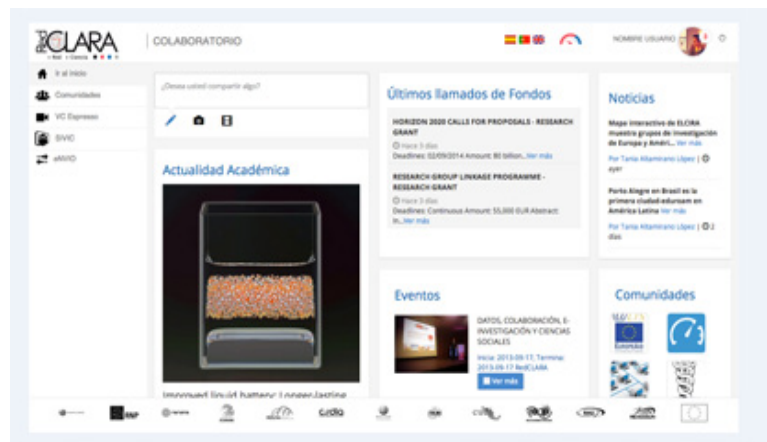 Red CLARA
COLABORATORIO
NOMBRE USUARIO
Ir al Inicio
Comunidades
VC Espresso
SIVIC
eNVIO
¿Desea usted compartir algo?
Actualidad Académica
Improved liquid battery: Longer-lasting
Últimos llamados de Fondos
HORIZON 2020 CALLS FOR PROPOSALS - RESEARCH
GRANT
hace 3 días
Deadlines: 02/09/2014 Amount: 80 billion...Ver más
RESEARCH GROUP LINKAGE PROGRAMME -
RESEARCH GRANT
hace 3 días
Deadlines: Continuous Amount: 55,000 EUR Abstract:
In...Ver más
Eventos
DATOS, COLABORACIÓN, E-
INVESTIGACIÓN Y CIENCIAS
SOCIALES
Inicia: 2013-09-17, Termina:
2013-09-17 RedCLARA
Ver más
Noticias
Mapa interactivo de ELCIRA
muestra grupos de investigación
de Europa y Améri... Ver más
Por Tania Altamirano López |
ayer
Porto Alegre en Brasil es la
primera ciudad eduroam en
América Latina Ver más
Por Tania Altamirano López | 2
días
Comunidades
RNP